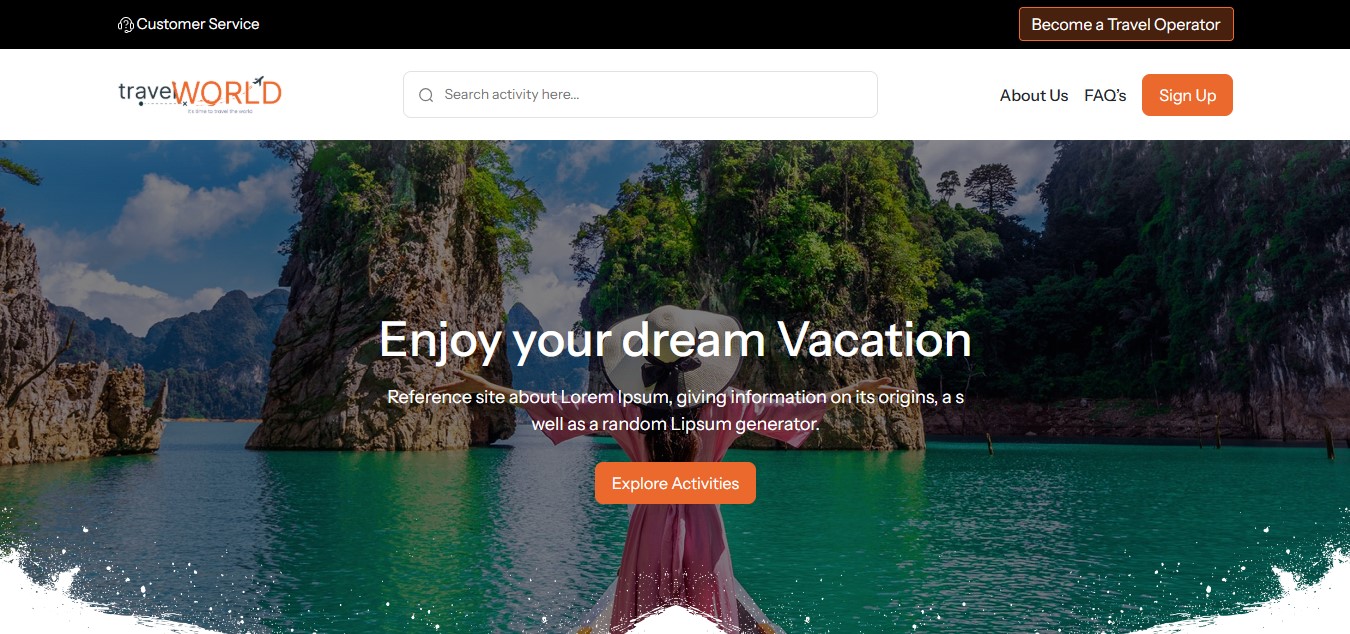 Customer Service
Become a Travel Operator
travelWORLD
it's time to travel the world
Search activity here...
About Us
FAQ's
Sign Up
Enjoy your dream Vacation
Reference site about Lorem Ipsum, giving information on its origins, a s
well as a random Lipsum generator.
Explore Activities